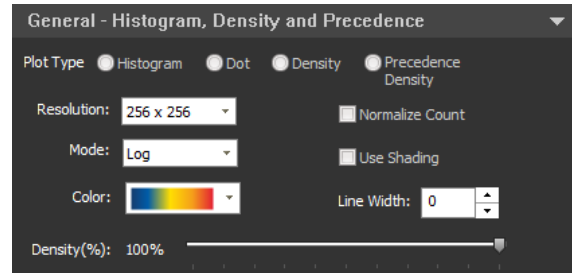 General - Histogram, Density and Precedence
Plot Type Histogram Dot Density Precedence
Density
Resolution: 256 x 256 Normalize Count
Mode: Log Use Shading
Color: Line Width: 0
Density(%): 100%